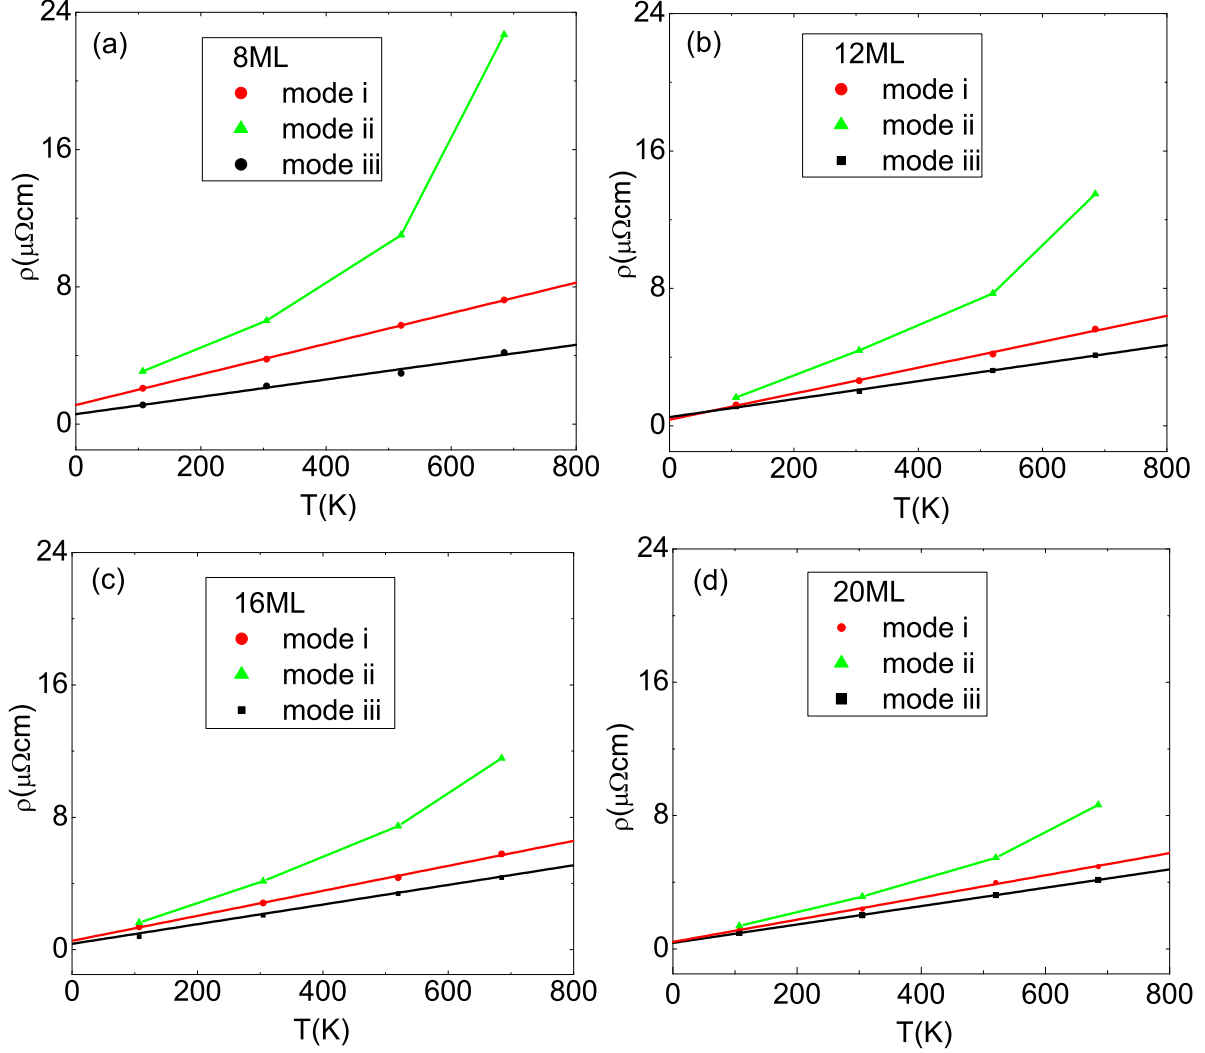 (a)
8ML
mode i
mode ii
mode iii
24
16
8
0
ρ(μΩcm)
0 200 400 600 800
T(K)
(b)
12ML
mode i
mode ii
mode iii
24
16
8
0
ρ(μΩcm)
0 200 400 600 800
T(K)
(c)
16ML
mode i
mode ii
mode iii
24
16
8
0
ρ(μΩcm)
0 200 400 600 800
T(K)
(d)
20ML
mode i
mode ii
mode iii
24
16
8
0
ρ(μΩcm)
0 200 400 600 800
T(K)